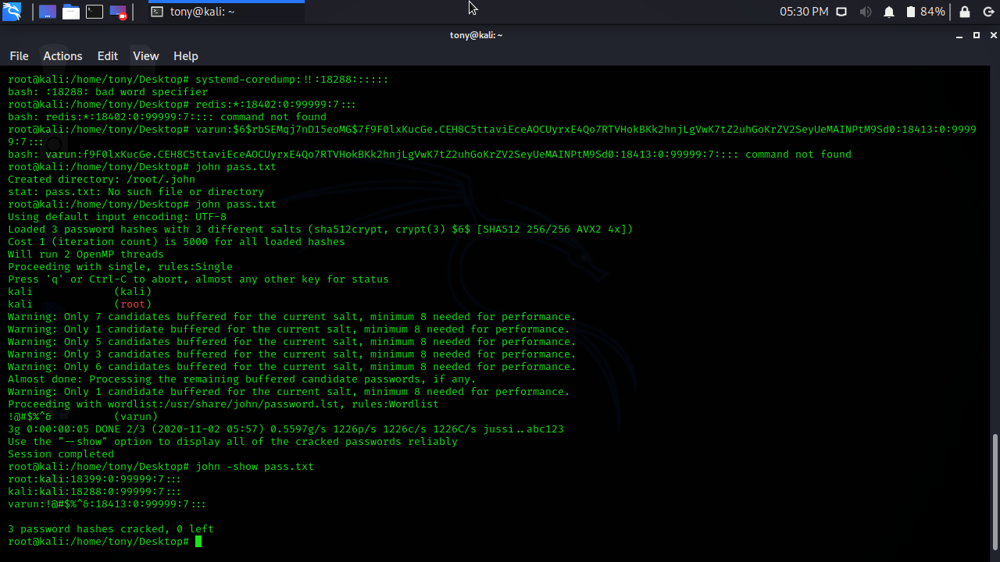 tony@kali: ~
05:30 PM
84%
tony@kali: ~
File Actions Edit View Help
root@kali:/home/tony/Desktop# systemd-coredump:!!:18288::::::
bash: :18288: bad word specifier
root@kali:/home/tony/Desktop# redis:*:18402:0:99999:7:::
bash: redis:*:18402:0:99999:7:::: command not found
root@kali:/home/tony/Desktop# varun:$6$rbSEMqj7nD15eoMG$7f9F0lxKucGe.CEH8C5ttaviEceAOCUyrxE4Qo7RTVHokBKk2hnjLgVwK7tZ2uhGoKrZV2SeyUeMAINPtM9Sd0:18413:0:9999
9:7:::
bash: varun:f9F0lxKucGe.CEH8C5ttaviEceAOCUyrxE4Qo7RTVHokBKk2hnjLgVwK7tZ2uhGoKrZV2SeyUeMAINPtM9Sd0:18413:0:99999:7:::: command not found
root@kali:/home/tony/Desktop# john pass.txt
Created directory: /root/.john
stat: pass.txt: No such file or directory
root@kali:/home/tony/Desktop# john pass.txt
Using default input encoding: UTF-8
Loaded 3 password hashes with 3 different salts (sha512crypt, crypt(3) $6$ [SHA512 256/256 AVX2 4x])
Cost 1 (iteration count) is 5000 for all loaded hashes
Will run 2 OpenMP threads
Proceeding with single, rules:Single
Press 'q' or Ctrl-C to abort, almost any other key for status
kali             (kali)
kali             (root)
Warning: Only 7 candidates buffered for the current salt, minimum 8 needed for performance.
Warning: Only 1 candidate buffered for the current salt, minimum 8 needed for performance.
Warning: Only 5 candidates buffered for the current salt, minimum 8 needed for performance.
Warning: Only 3 candidates buffered for the current salt, minimum 8 needed for performance.
Warning: Only 6 candidates buffered for the current salt, minimum 8 needed for performance.
Almost done: Processing the remaining buffered candidate passwords, if any.
Warning: Only 1 candidate buffered for the current salt, minimum 8 needed for performance.
Proceeding with wordlist:/usr/share/john/password.lst, rules:Wordlist
!@#$%^&          (varun)
3g 0:00:00:05 DONE 2/3 (2020-11-02 05:57) 0.5597g/s 1226p/s 1226c/s 1226C/s jussi..abc123
Use the "--show" option to display all of the cracked passwords reliably
Session completed
root@kali:/home/tony/Desktop# john -show pass.txt
root:kali:18399:0:99999:7:::
kali:kali:18288:0:99999:7:::
varun:!@#$%^&:18413:0:99999:7:::
pass.txt
3 password hashes cracked, 0 left
root@kali:/home/tony/Desktop#